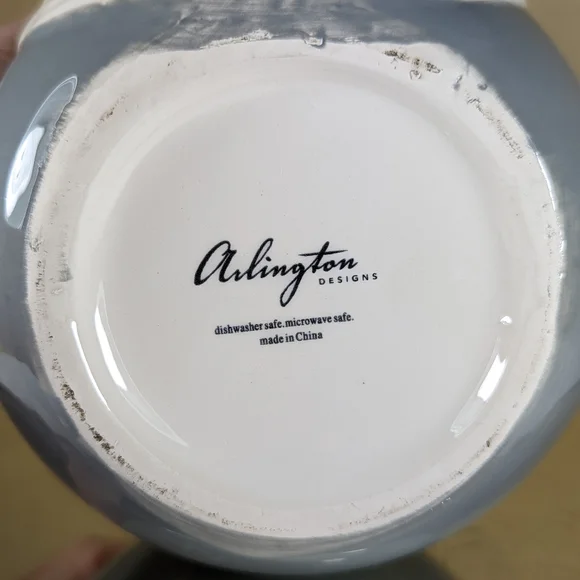 Arlington
DESIGNS
dishwasher safe.microwave safe.
made in China